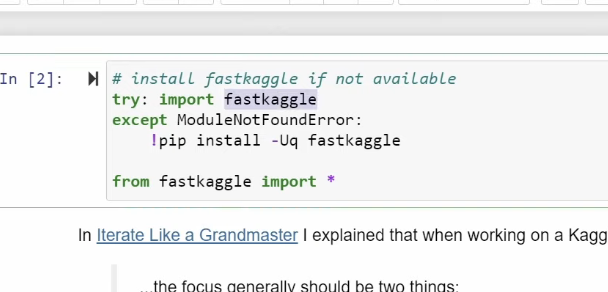 In [2]:
# install fastkaggle if not available
try: import fastkaggle
except ModuleNotFoundError:
    !pip install -Uq fastkaggle
from fastkaggle import *
In Iterate Like a Grandmaster I explained that when working on a Kagg
...the focus generally should be two things: